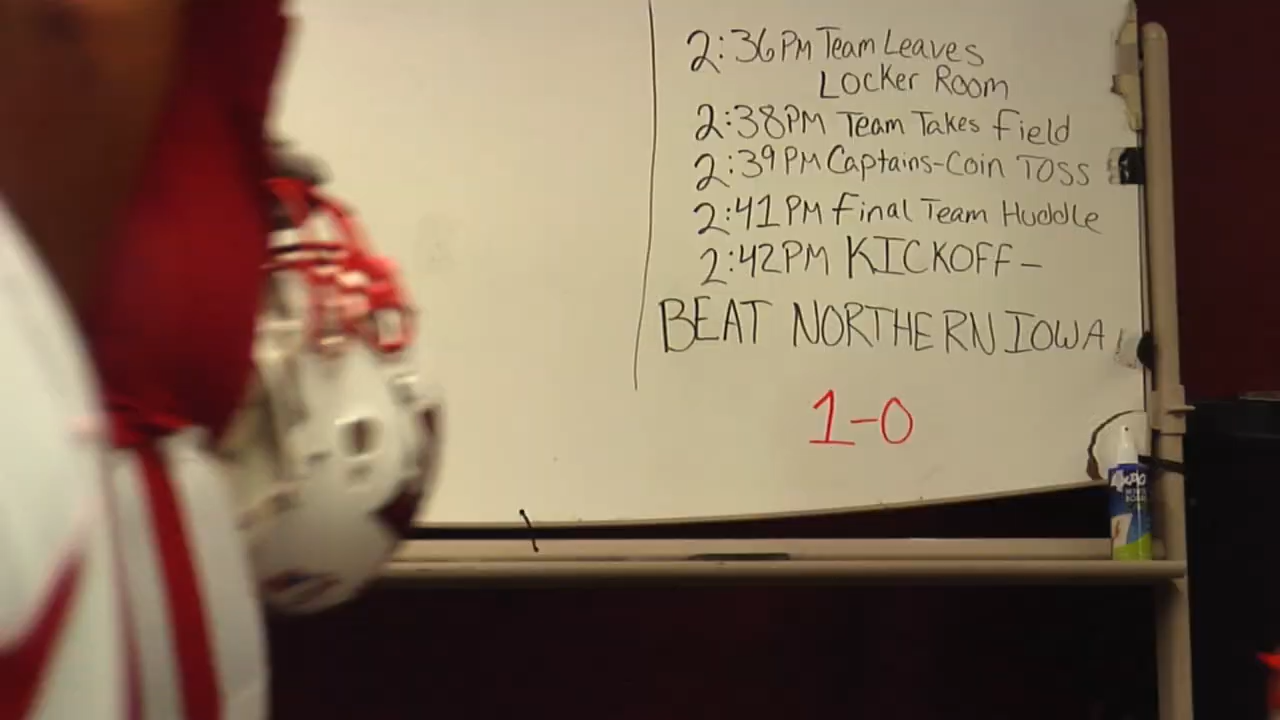 2:36PM Team Leaves
Locker Room
2:38PM Team Takes Field
2:39PM Captains-Coin Toss
2:41PM Final Team Huddle
2:42PM KICKOFF-
BEAT NORTHERN IOWA
1-0
EXPO